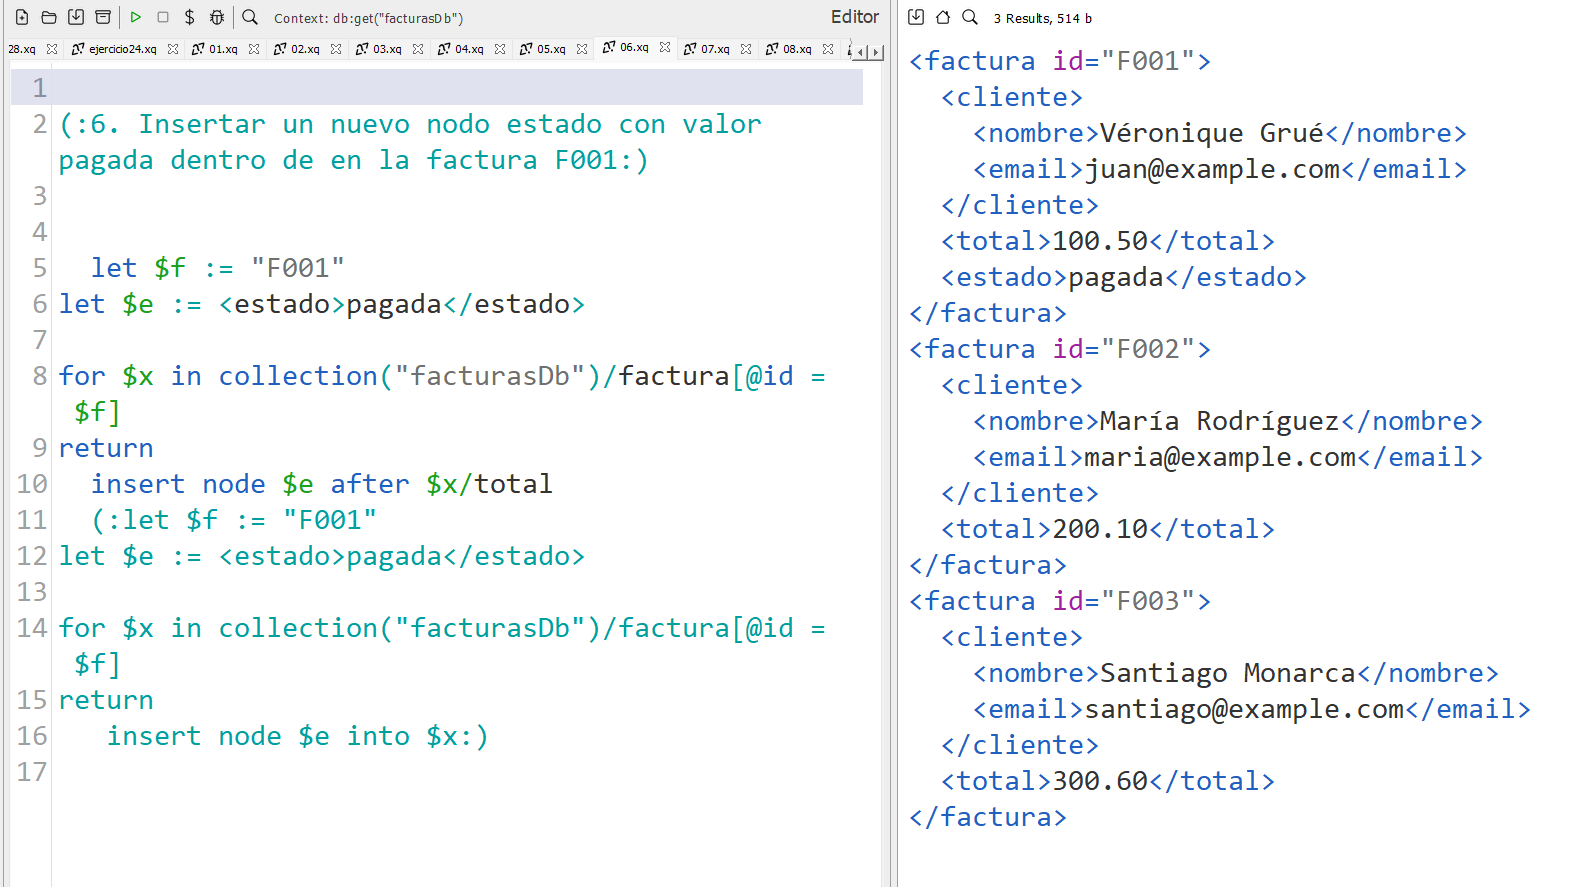 Context: db:get("facturasDb")
Editor
28.xq
ejercicio24.xq
01.xq
02.xq
03.xq
04.xq
05.xq
06.xq
07.xq
08.xq
1
2 (:6. Insertar un nuevo nodo estado con valor
pagada dentro de en la factura F001:)
3
4
5 let $f := "F001"
6 let $e := <estado>pagada</estado>
7
8 for $x in collection("facturasDb")/factura[@id =
$f]
9 return
10 insert node $e after $x/total
11 (:let $f := "F001"
12 let $e := <estado>pagada</estado>
13
14 for $x in collection("facturasDb")/factura[@id =
$f]
15 return
16 insert node $e into $x:)
17
3 Results, 514 b
<factura id="F001">
<cliente>
<nombre>Véronique Grué</nombre>
<email>juan@example.com</email>
</cliente>
<total>100.50</total>
<estado>pagada</estado>
</factura>
<factura id="F002">
<cliente>
<nombre>María Rodríguez</nombre>
<email>maria@example.com</email>
</cliente>
<total>200.10</total>
</factura>
<factura id="F003">
<cliente>
<nombre>Santiago Monarca</nombre>
<email>santiago@example.com</email>
</cliente>
<total>300.60</total>
</factura>